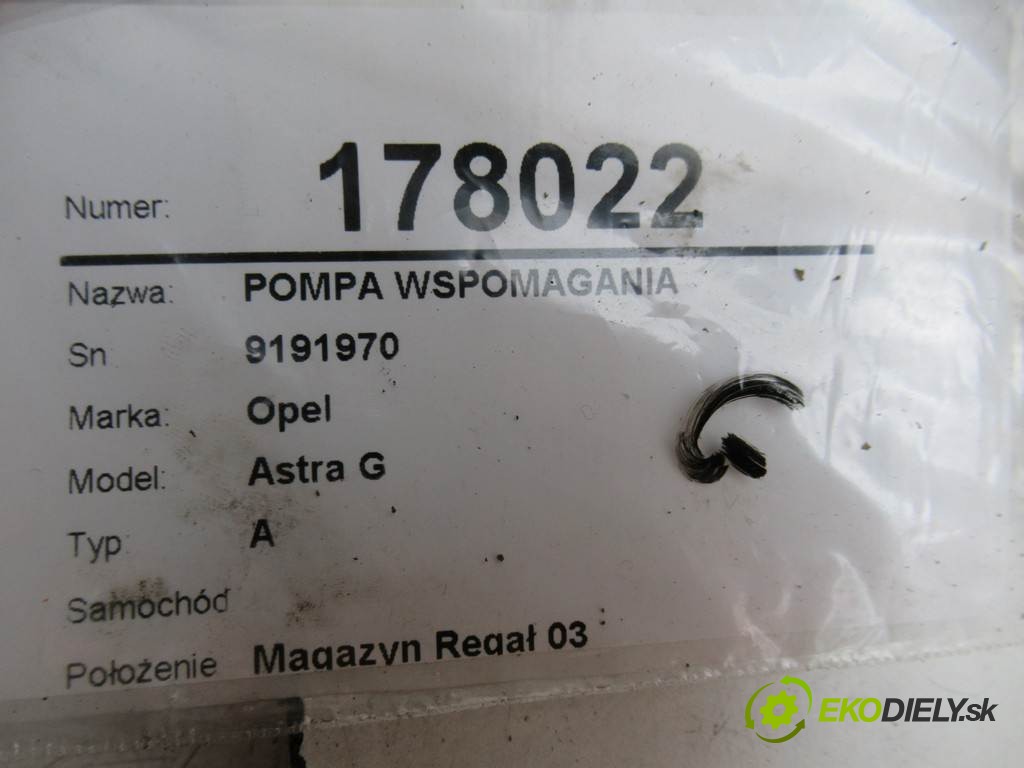 Numer: 178022
Nazwa: POMPA WSPOMAGANIA
Sn 9191970
Marka: Opel
Model: Astra G
Typ A
Samochód
Położenie Magazyn Regał 03
G
EKODIELY.sk